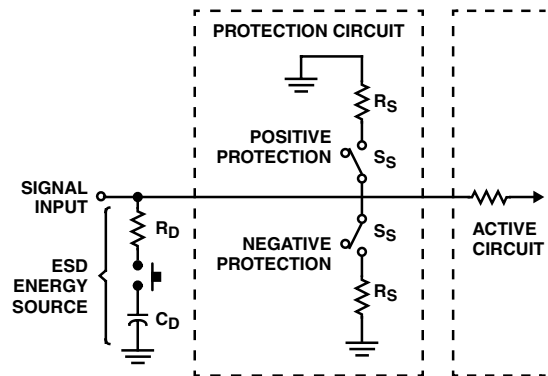 PROTECTION CIRCUIT
RS
POSITIVE
PROTECTION
SS
SIGNAL
INPUT
RD
SS
NEGATIVE
PROTECTION
ACTIVE
CIRCUIT
ESD
ENERGY
SOURCE
RS
CD